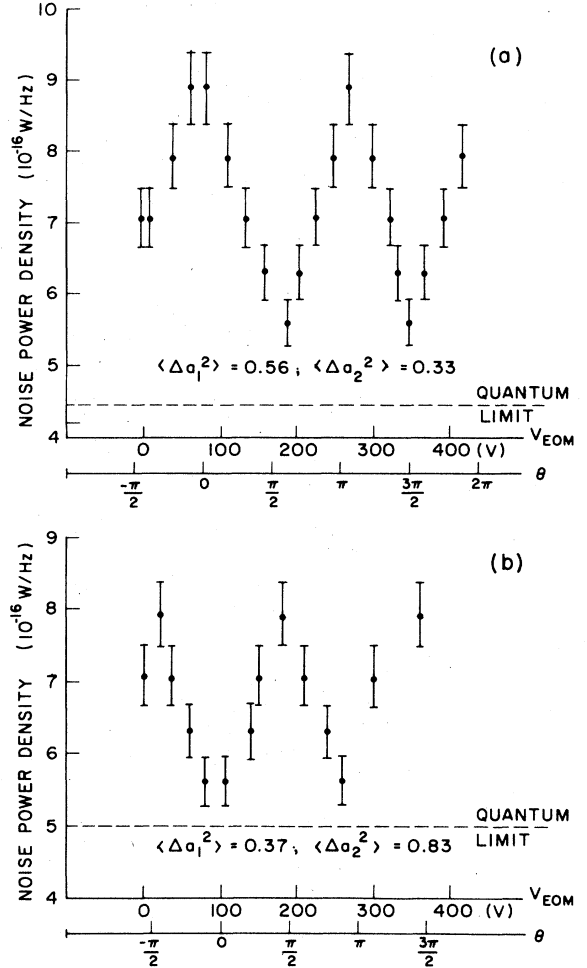 (a)
NOISE POWER DENSITY (10⁻¹⁶ W/Hz)
10
9
8
7
6
5
4
⟨Δa₁²⟩ = 0.56 ; ⟨Δa₂²⟩ = 0.33
QUANTUM
LIMIT
0 100 200 300 400 (V) V_EOM
-π/2 0 π/2 π 3π/2 2π θ
(b)
NOISE POWER DENSITY (10⁻¹⁶ W/Hz)
9
8
7
6
5
4
QUANTUM
LIMIT
⟨Δa₁²⟩ = 0.37 ; ⟨Δa₂²⟩ = 0.83
0 100 200 300 400 (V) V_EOM
-π/2 0 π/2 π 3π/2 θ